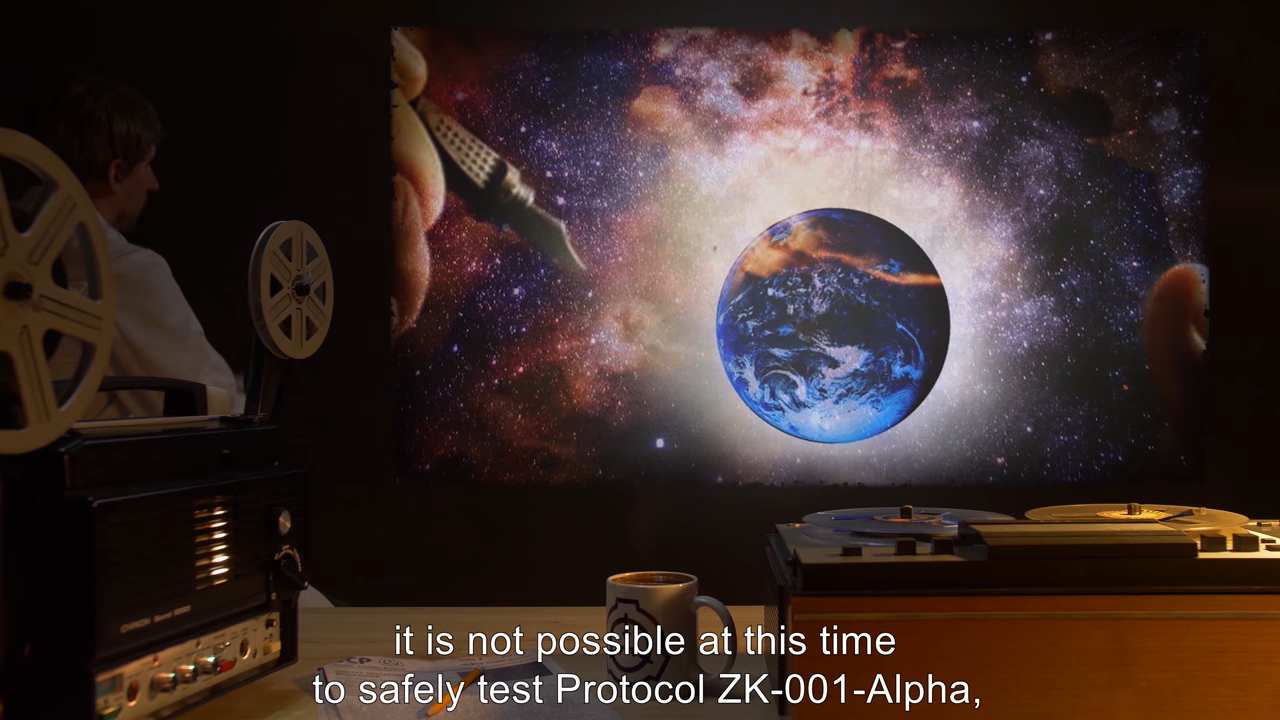 it is not possible at this time
to safely test Protocol ZK-001-Alpha,